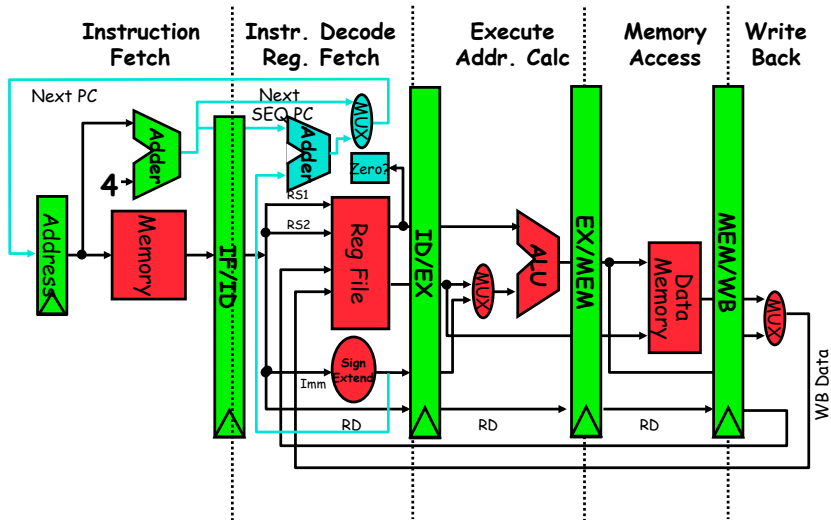 Instruction
Fetch
Instr. Decode
Reg. Fetch
Execute
Addr. Calc
Memory
Access
Write
Back
Next PC
Next
SEQ PC
MUX
Adder
Adder
4
Zero?
RS1
RS2
Address
Memory
IF/ID
Reg File
ID/EX
MUX
ALU
EX/MEM
Data
Memory
MEM/WB
MUX
Sign
Extend
Imm
RD
RD
RD
WB Data